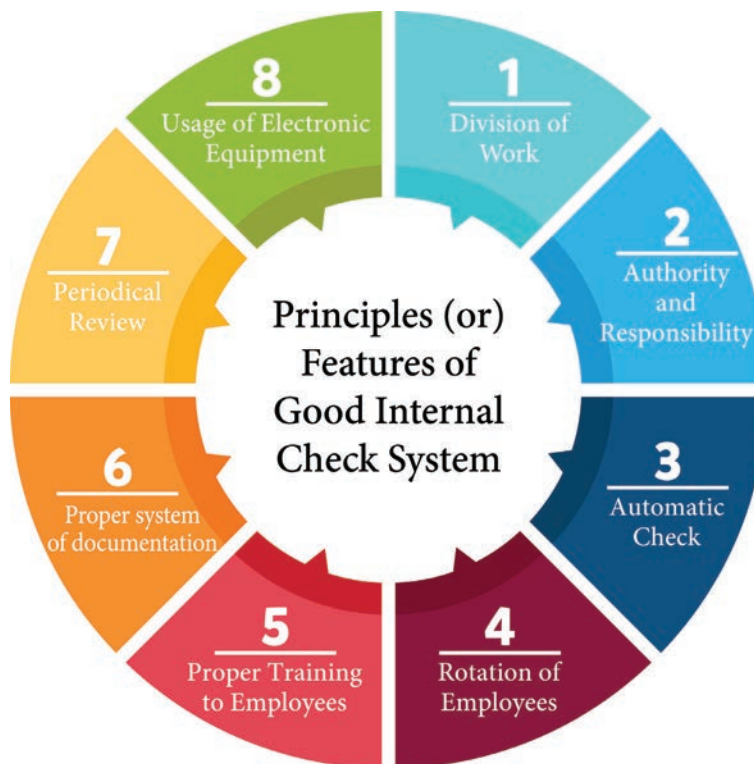 Principles (or)
Features of
Good Internal
Check System
1
Division of
Work
2
Authority
and
Responsibility
3
Automatic
Check
4
Rotation of
Employees
5
Proper Training
to Employees
6
Proper system
of documentation
7
Periodical
Review
8
Usage of Electronic
Equipment